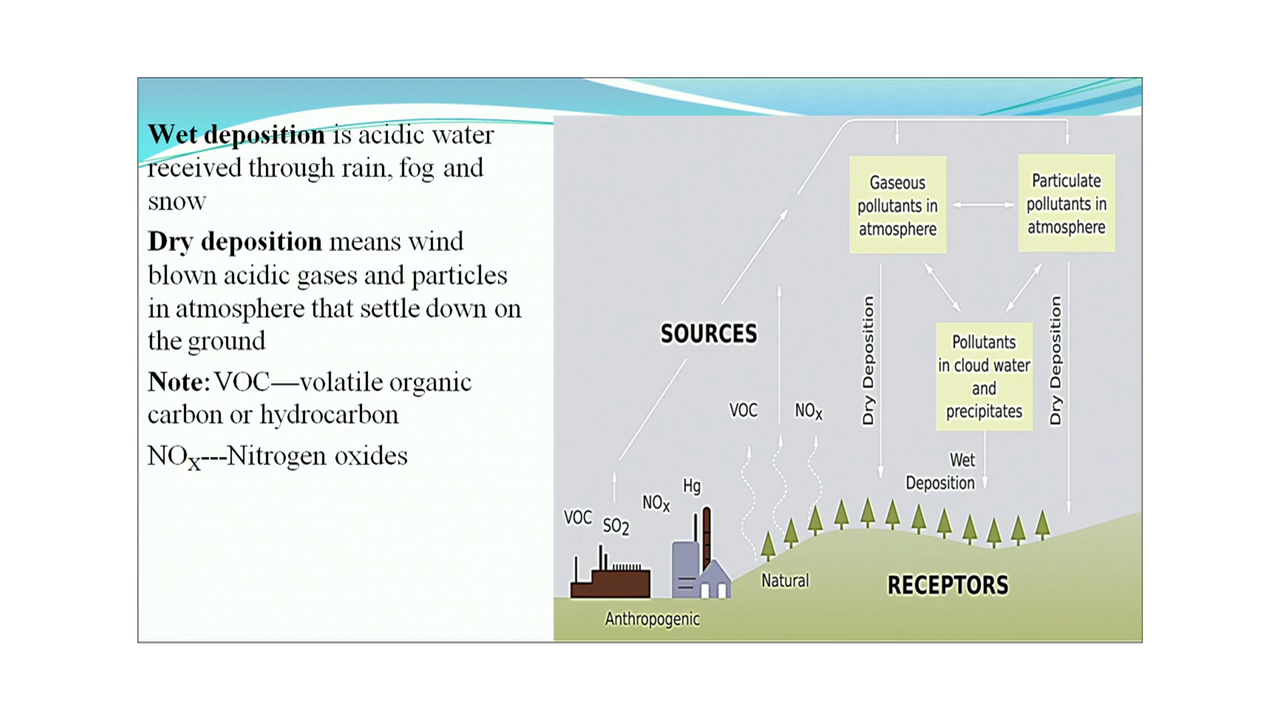 Wet deposition is acidic water
received through rain, fog and
snow
Dry deposition means wind
blown acidic gases and particles
in atmosphere that settle down on
the ground
Note: VOC—volatile organic
carbon or hydrocarbon
NOX---Nitrogen oxides
Gaseous
pollutants in
atmosphere
Particulate
pollutants in
atmosphere
SOURCES
Dry Deposition
Pollutants
in cloud water
and
precipitates
Dry Deposition
VOC
NOx
Wet
Deposition
VOC
SO2
NOx
Hg
Natural
RECEPTORS
Anthropogenic